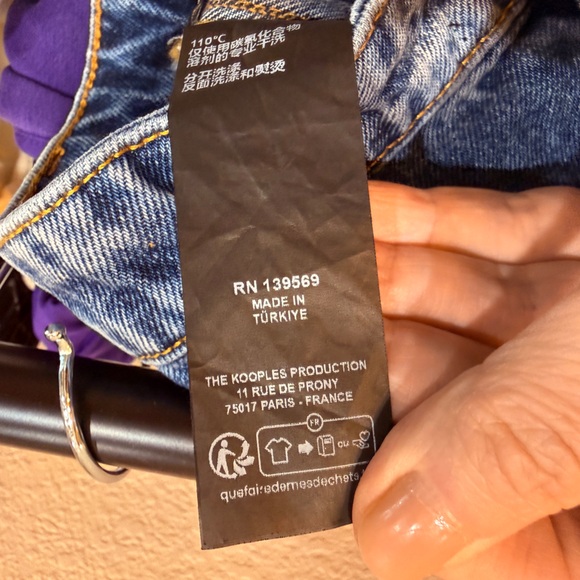 110°C
仅使用碳氟化合物
溶剂的专业干洗
分开洗涤
反面洗涤和熨烫
RN 139569
MADE IN
TÜRKIYE
THE KOOPLES PRODUCTION
11 RUE DE PRONY
75017 PARIS - FRANCE
FR
OU
quefairedemesdechets.